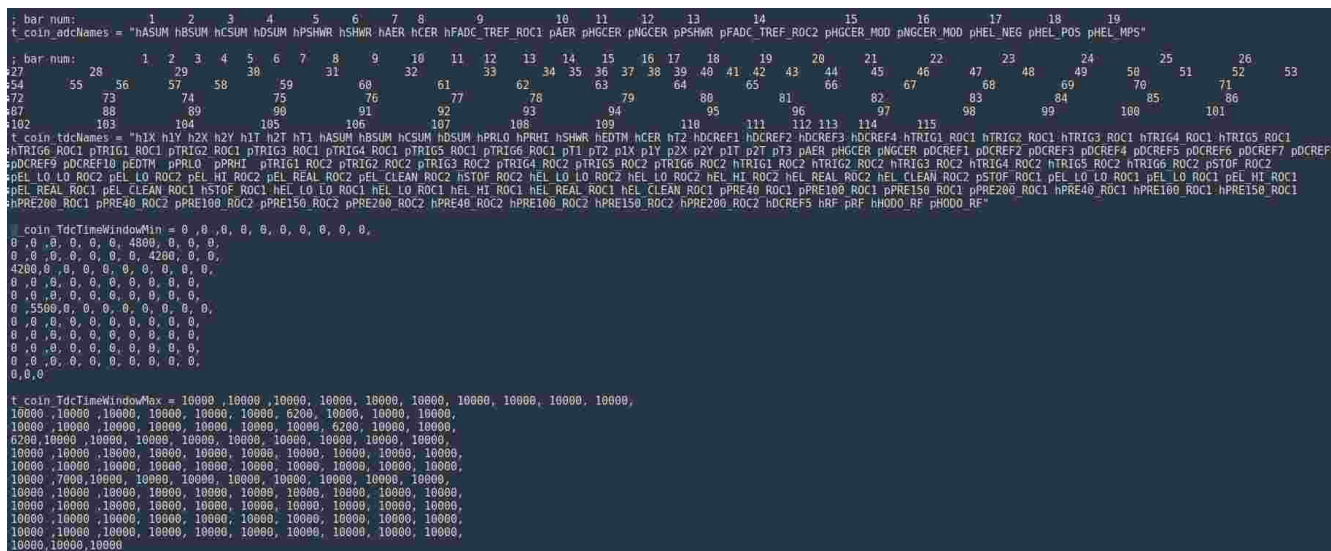 ; bar num: 1 2 3 4 5 6 7 8 9 10 11 12 13 14 15 16 17 18 19
t_coin_adcNames = "hASUM hBSUM hCSUM hDSUM hPSHWR hSHWR hAER hCER hFADC_TREF_ROC1 pAER pHGCER pNGCER pPSHWR pFADC_TREF_ROC2 pHGCER_MOD pNGCER_MOD pHEL_NEG pHEL_POS pHEL_MPS"
; bar num: 1 2 3 4 5 6 7 8 9 10 11 12 13 14 15 16 17 18 19 20 21 22 23 24 25 26
27 28 29 30 31 32 33 34 35 36 37 38 39 40 41 42 43 44 45 46 47 48 49 50 51 52 53
54 55 56 57 58 59 60 61 62 63 64 65 66 67 68 69 70 71
72 73 74 75 76 77 78 79 80 81 82 83 84 85 86
87 88 89 90 91 92 93 94 95 96 97 98 99 100 101
102 103 104 105 106 107 108 109 110 111 112 113 114 115
t_coin_tdcNames = "h1X h1Y h2X h2Y h1T h2T hT1 hASUM hBSUM hCSUM hDSUM hPRLO hPRHI hSHWR hEDTM hCER hT2 hDCREF1 hDCREF2 hDCREF3 hDCREF4 hTRIG1_ROC1 hTRIG2_ROC1 hTRIG3_ROC1 hTRIG4_ROC1 hTRIG5_ROC1
hTRIG6_ROC1 pTRIG1_ROC1 pTRIG2_ROC1 pTRIG3_ROC1 pTRIG4_ROC1 pTRIG5_ROC1 pTRIG6_ROC1 pT1 pT2 p1X p1Y p2X p2Y p1T p2T pT3 pAER pHGCER pNGCER pDCREF1 pDCREF2 pDCREF3 pDCREF4 pDCREF5 pDCREF6 pDCREF7 pDCREF
pDCREF9 pDCREF10 pEDTM pPRLO pPRHI pTRIG1_ROC2 pTRIG2_ROC2 pTRIG3_ROC2 pTRIG4_ROC2 pTRIG5_ROC2 pTRIG6_ROC2 hTRIG1_ROC2 hTRIG2_ROC2 hTRIG3_ROC2 hTRIG4_ROC2 hTRIG5_ROC2 hTRIG6_ROC2 pSTOF_ROC2
pEL_LO_LO_ROC2 pEL_LO_ROC2 pEL_HI_ROC2 pEL_REAL_ROC2 pEL_CLEAN_ROC2 hSTOF_ROC2 hEL_LO_LO_ROC2 hEL_LO_ROC2 hEL_HI_ROC2 hEL_REAL_ROC2 hEL_CLEAN_ROC2 pSTOF_ROC1 pEL_LO_LO_ROC1 pEL_LO_ROC1 pEL_HI_ROC1
pEL_REAL_ROC1 pEL_CLEAN_ROC1 hSTOF_ROC1 hEL_LO_LO_ROC1 hEL_LO_ROC1 hEL_HI_ROC1 hEL_REAL_ROC1 hEL_CLEAN_ROC1 pPRE40_ROC1 pPRE100_ROC1 pPRE150_ROC1 pPRE200_ROC1 hPRE40_ROC1 hPRE100_ROC1 hPRE150_ROC1
hPRE200_ROC1 pPRE40_ROC2 pPRE100_ROC2 pPRE150_ROC2 pPRE200_ROC2 hPRE40_ROC2 hPRE100_ROC2 hPRE150_ROC2 hPRE200_ROC2 hDCREF5 hRF pRF hHODO_RF pHODO_RF"
t_coin_TdcTimeWindowMin = 0 ,0 ,0, 0, 0, 0, 0, 0, 0, 0,
0 ,0 ,0, 0, 0, 0, 4800, 0, 0, 0,
0 ,0 ,0, 0, 0, 0, 0, 4200, 0, 0,
4200,0 ,0, 0, 0, 0, 0, 0, 0, 0,
0 ,0 ,0, 0, 0, 0, 0, 0, 0, 0,
0 ,0 ,0, 0, 0, 0, 0, 0, 0, 0,
0 ,5500,0, 0, 0, 0, 0, 0, 0, 0,
0 ,0 ,0, 0, 0, 0, 0, 0, 0, 0,
0 ,0 ,0, 0, 0, 0, 0, 0, 0, 0,
0 ,0 ,0, 0, 0, 0, 0, 0, 0, 0,
0 ,0 ,0, 0, 0, 0, 0, 0, 0, 0,
0,0,0
t_coin_TdcTimeWindowMax = 10000 ,10000 ,10000, 10000, 10000, 10000, 10000, 10000, 10000, 10000,
10000 ,10000 ,10000, 10000, 10000, 10000, 6200, 10000, 10000, 10000,
10000 ,10000 ,10000, 10000, 10000, 10000, 10000, 6200, 10000, 10000,
6200,10000 ,10000, 10000, 10000, 10000, 10000, 10000, 10000, 10000,
10000 ,10000 ,10000, 10000, 10000, 10000, 10000, 10000, 10000, 10000,
10000 ,10000 ,10000, 10000, 10000, 10000, 10000, 10000, 10000, 10000,
10000 ,7000,10000, 10000, 10000, 10000, 10000, 10000, 10000, 10000,
10000 ,10000 ,10000, 10000, 10000, 10000, 10000, 10000, 10000, 10000,
10000 ,10000 ,10000, 10000, 10000, 10000, 10000, 10000, 10000, 10000,
10000 ,10000 ,10000, 10000, 10000, 10000, 10000, 10000, 10000, 10000,
10000 ,10000 ,10000, 10000, 10000, 10000, 10000, 10000, 10000, 10000,
10000,10000,10000